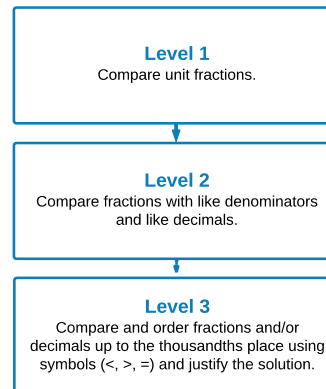 Level 1
Compare unit fractions.
Level 2
Compare fractions with like denominators
and like decimals.
Level 3
Compare and order fractions and/or
decimals up to the thousandths place using
symbols (<, >, =) and justify the solution.